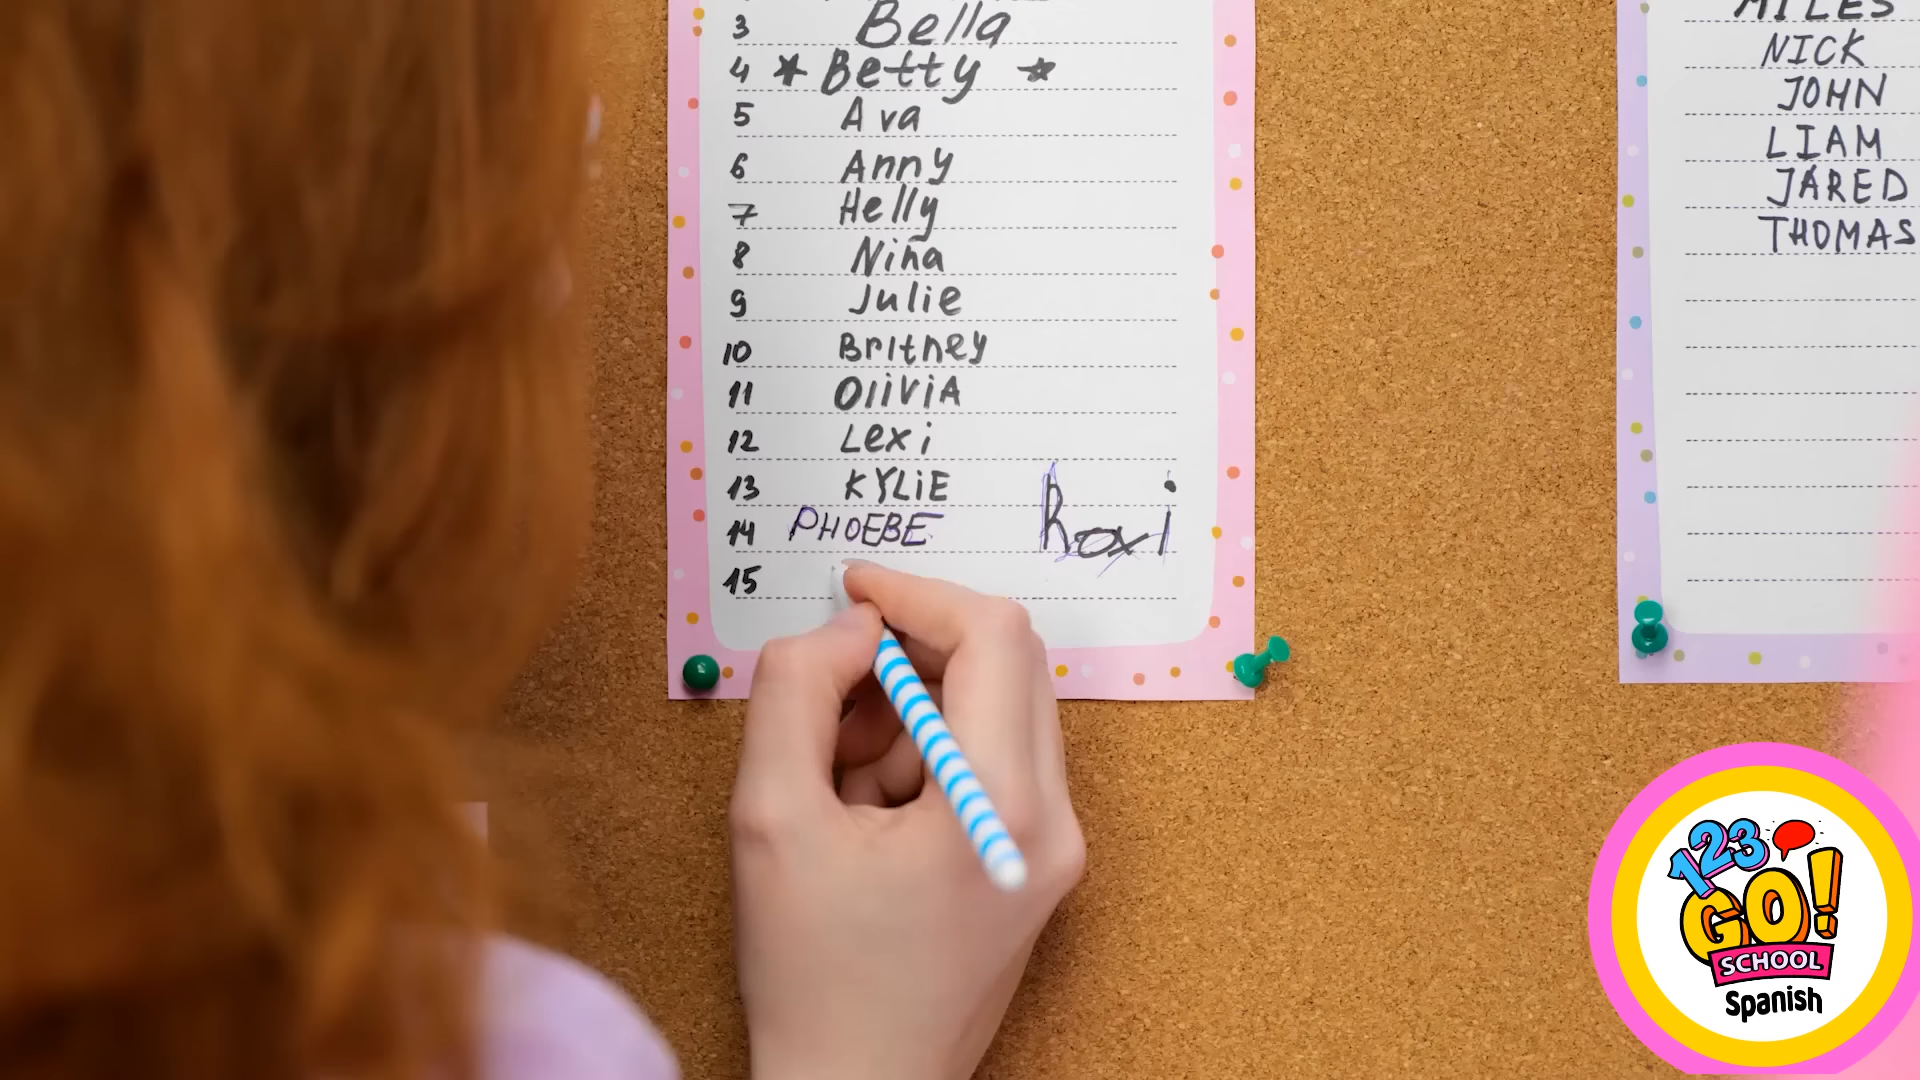 3 Bella
4 * Betty *
5 Ava
6 Anny
7 Helly
8 Nina
9 Julie
10 Britney
11 OliviA
12 Lexi
13 KYLiE
14 PHOEBE
Roxi
15
MILES
NICK
JOHN
LIAM
JARED
THOMAS
123
GO!
SCHOOL
Spanish